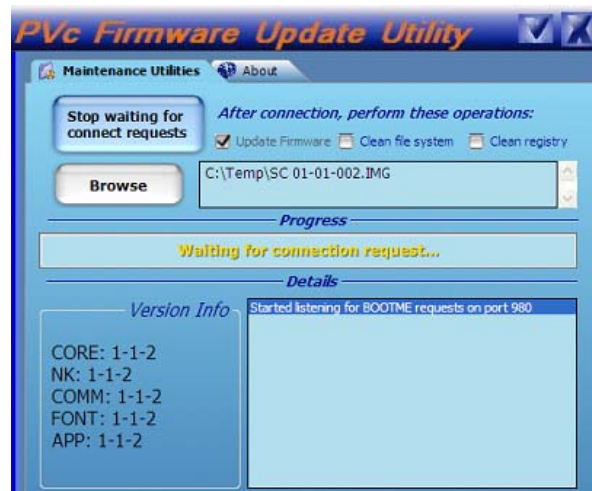 PVc Firmware Update Utility
Maintenance Utilities About
Stop waiting for
connect requests
After connection, perform these operations:
Update Firmware Clean file system Clean registry
Browse
C:\Temp\SC 01-01-002.IMG
Progress
Waiting for connection request...
Details
Version Info
Started listening for BOOTME requests on port 980
CORE: 1-1-2
NK: 1-1-2
COMM: 1-1-2
FONT: 1-1-2
APP: 1-1-2